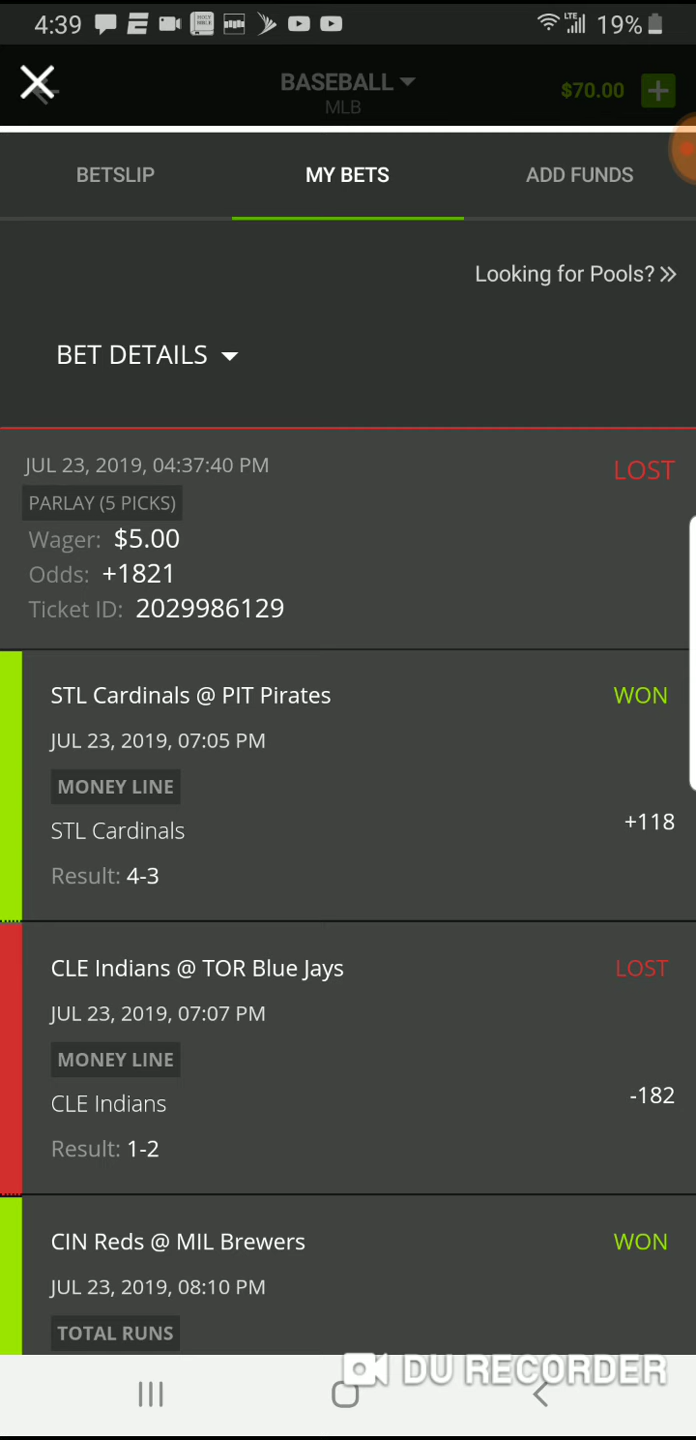 4:39
LTE 19%
BASEBALL
MLB
$70.00
BETSLIP
MY BETS
ADD FUNDS
Looking for Pools? »
BET DETAILS
JUL 23, 2019, 04:37:40 PM
LOST
PARLAY (5 PICKS)
Wager: $5.00
Odds: +1821
Ticket ID: 2029986129
STL Cardinals @ PIT Pirates
WON
JUL 23, 2019, 07:05 PM
MONEY LINE
STL Cardinals
+118
Result: 4-3
CLE Indians @ TOR Blue Jays
LOST
JUL 23, 2019, 07:07 PM
MONEY LINE
CLE Indians
-182
Result: 1-2
CIN Reds @ MIL Brewers
WON
JUL 23, 2019, 08:10 PM
TOTAL RUNS
DU RECORDER